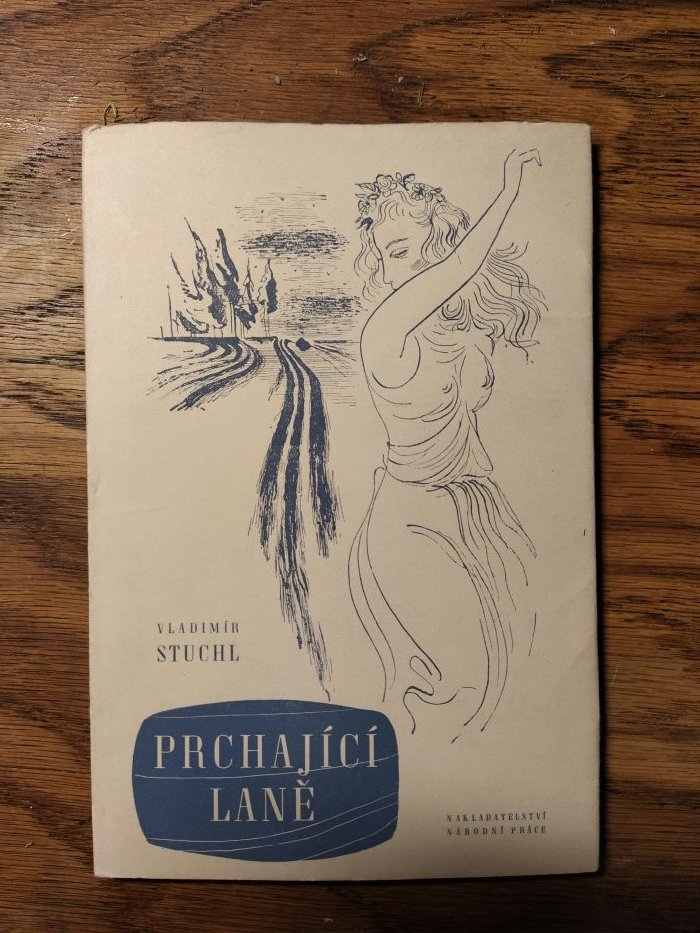 VLADIMÍR
STUCHL
PRCHAJÍCÍ
LANĚ
NAKLADATELSTVÍ
NÁRODNÍ PRÁCE